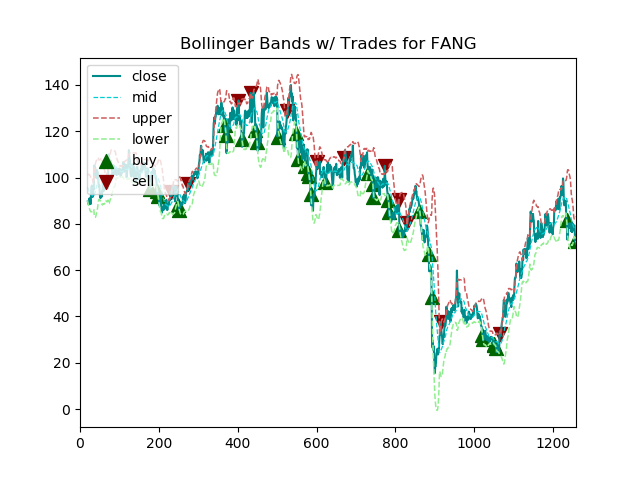 Bollinger Bands w/ Trades for FANG
close
mid
upper
lower
buy
sell
140
120
100
80
60
40
20
0
0 200 400 600 800 1000 1200